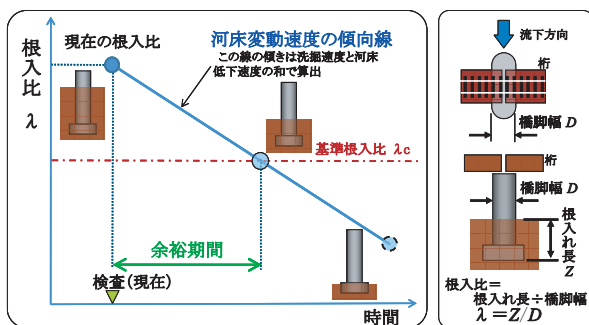 現在の根入比
河床変動速度の傾向線
この線の傾きは洗掘速度と河床
低下速度の和で算出
根入比 λ
基準根入比 λc
余裕期間
検査(現在)
時間
流下方向
桁
橋脚幅 D
桁
橋脚幅 D
根入れ長 Z
根入比＝
根入れ長÷橋脚幅
λ＝Z/D